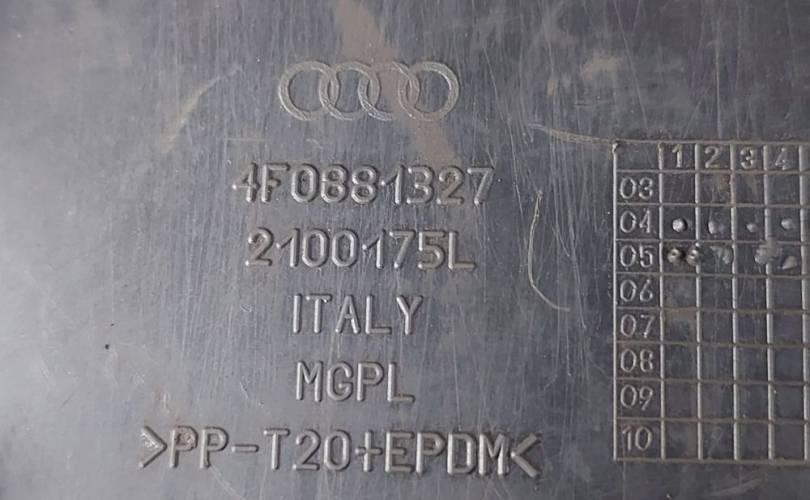 4F0881327
2100175L
ITALY
MGPL
>PP-T20+EPDM<
1 2 3 4
03
04
05
06
07
08
09
10